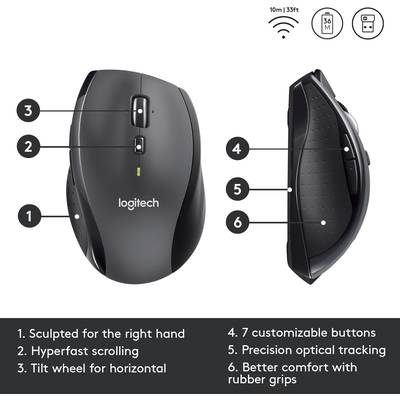 10m | 33ft
36
M
3
2
logitech
1
4
5
6
1. Sculpted for the right hand
2. Hyperfast scrolling
3. Tilt wheel for horizontal
4. 7 customizable buttons
5. Precision optical tracking
6. Better comfort with
rubber grips